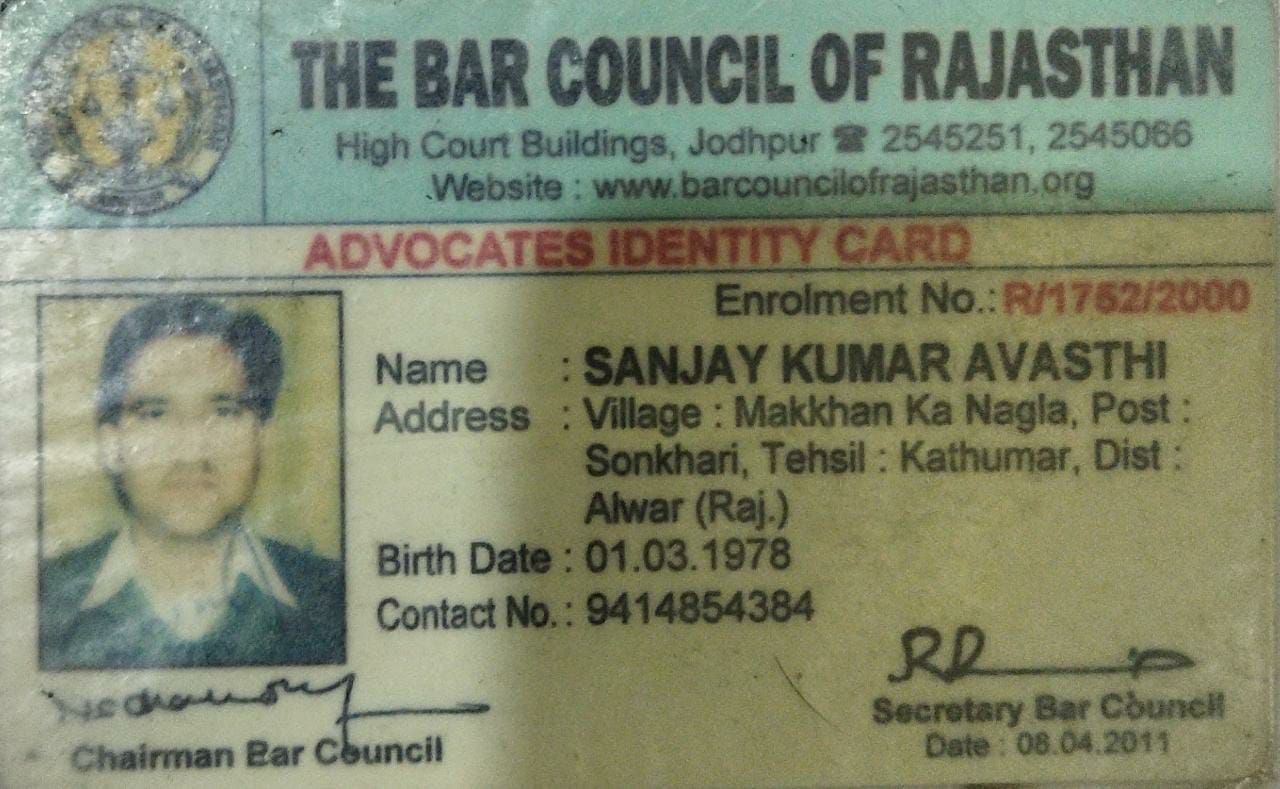 THE BAR COUNCIL OF RAJASTHAN
High Court Buildings, Jodhpur ☎ 2545251, 2545066
Website : www.barcouncilofrajasthan.org
ADVOCATES IDENTITY CARD
Enrolment No.: R/1752/2000
Name : SANJAY KUMAR AVASTHI
Address : Village : Makkhan Ka Nagla, Post :
Sonkhari, Tehsil : Kathumar, Dist :
Alwar (Raj.)
Birth Date : 01.03.1978
Contact No. : 9414854384
Chairman Bar Council
Secretary Bar Council
Date : 08.04.2011